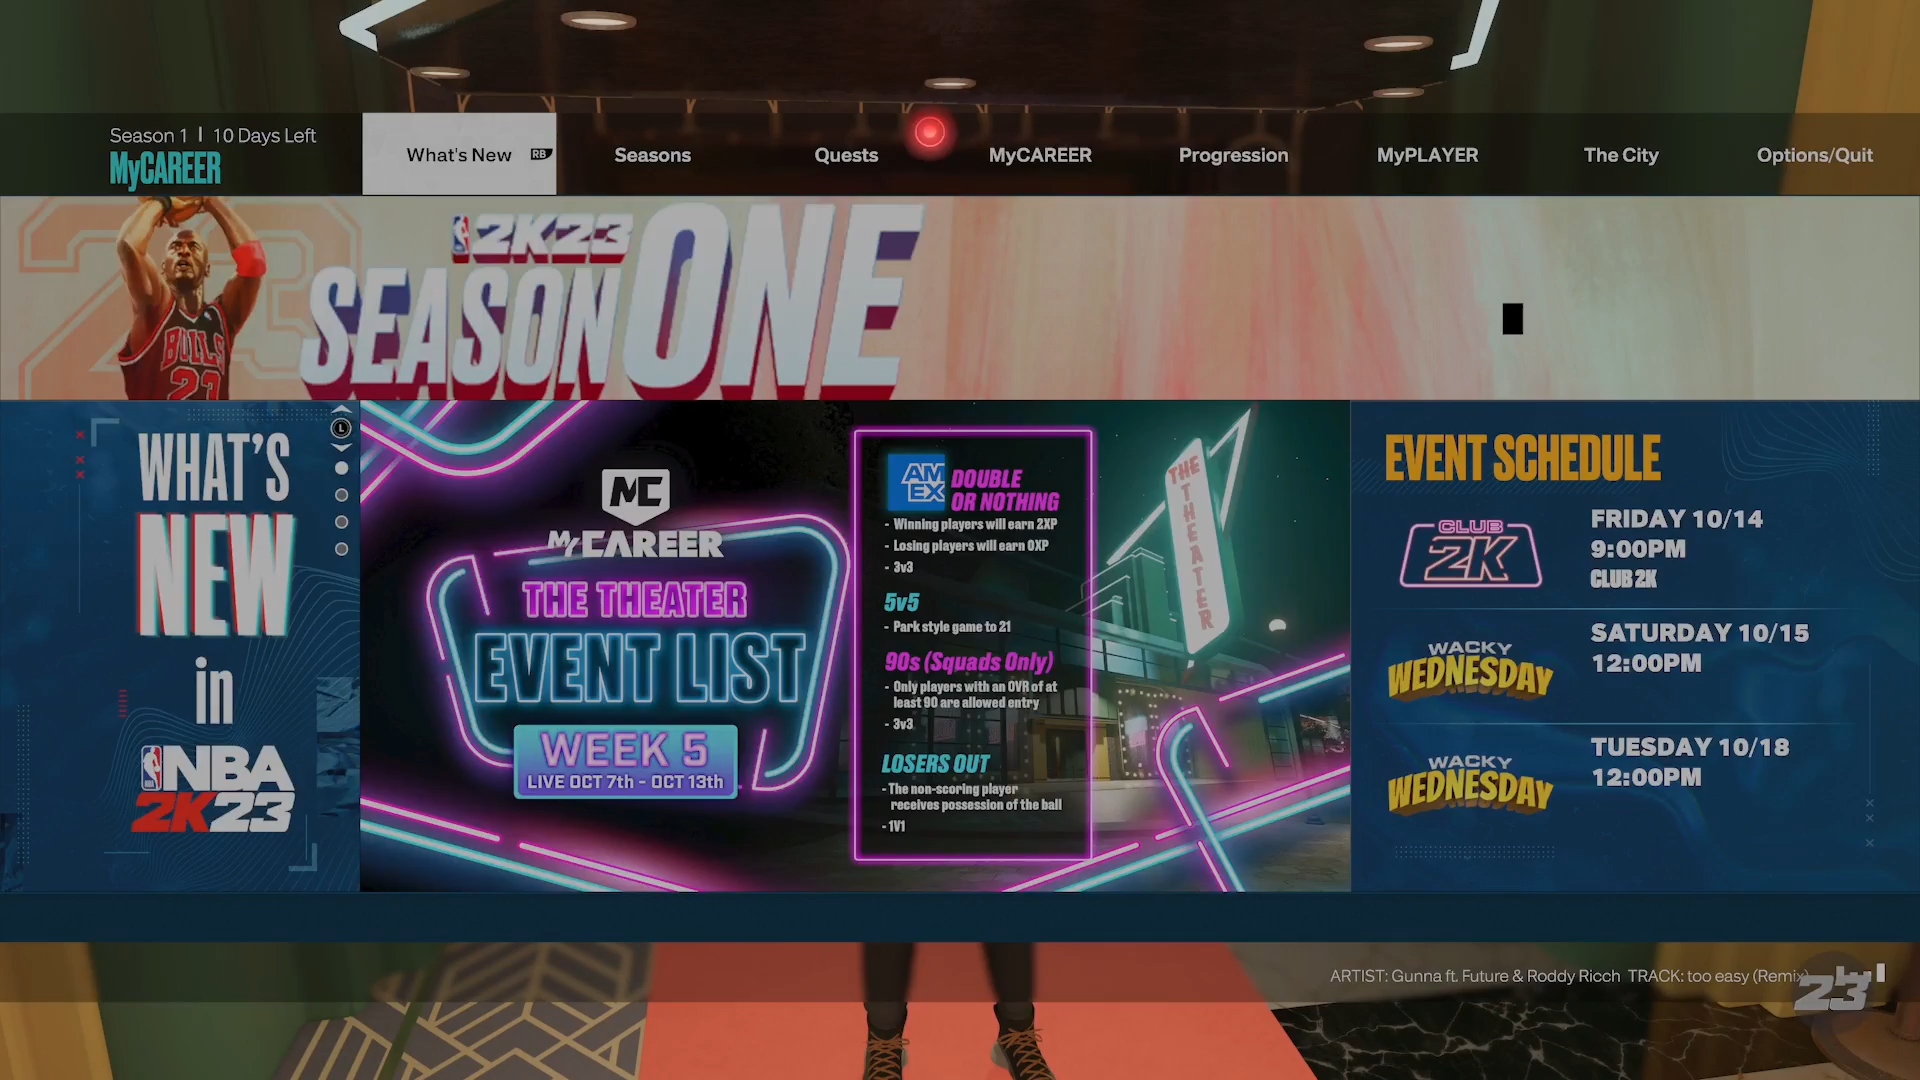 Season 1 | 10 Days Left
MyCAREER
What's New RB
Seasons
Quests
MyCAREER
Progression
MyPLAYER
The City
Options/Quit
2K23
SEASON ONE
BULLS
23
WHAT'S
NEW
in
NBA
2K23
L
MC
MyCAREER
THE THEATER
EVENT LIST
WEEK 5
LIVE OCT 7th - OCT 13th
AM
EX
DOUBLE
OR NOTHING
- Winning players will earn 2XP
- Losing players will earn 0XP
- 3v3
5v5
- Park style game to 21
90s (Squads Only)
- Only players with an OVR of at
least 90 are allowed entry
- 3v3
LOSERS OUT
- The non-scoring player
receives possession of the ball
- 1V1
THE THEATER
EVENT SCHEDULE
CLUB
2K
FRIDAY 10/14
9:00PM
CLUB 2K
WACKY
WEDNESDAY
SATURDAY 10/15
12:00PM
WACKY
WEDNESDAY
TUESDAY 10/18
12:00PM
ARTIST: Gunna ft. Future & Roddy Ricch TRACK: too easy (Remix)
23